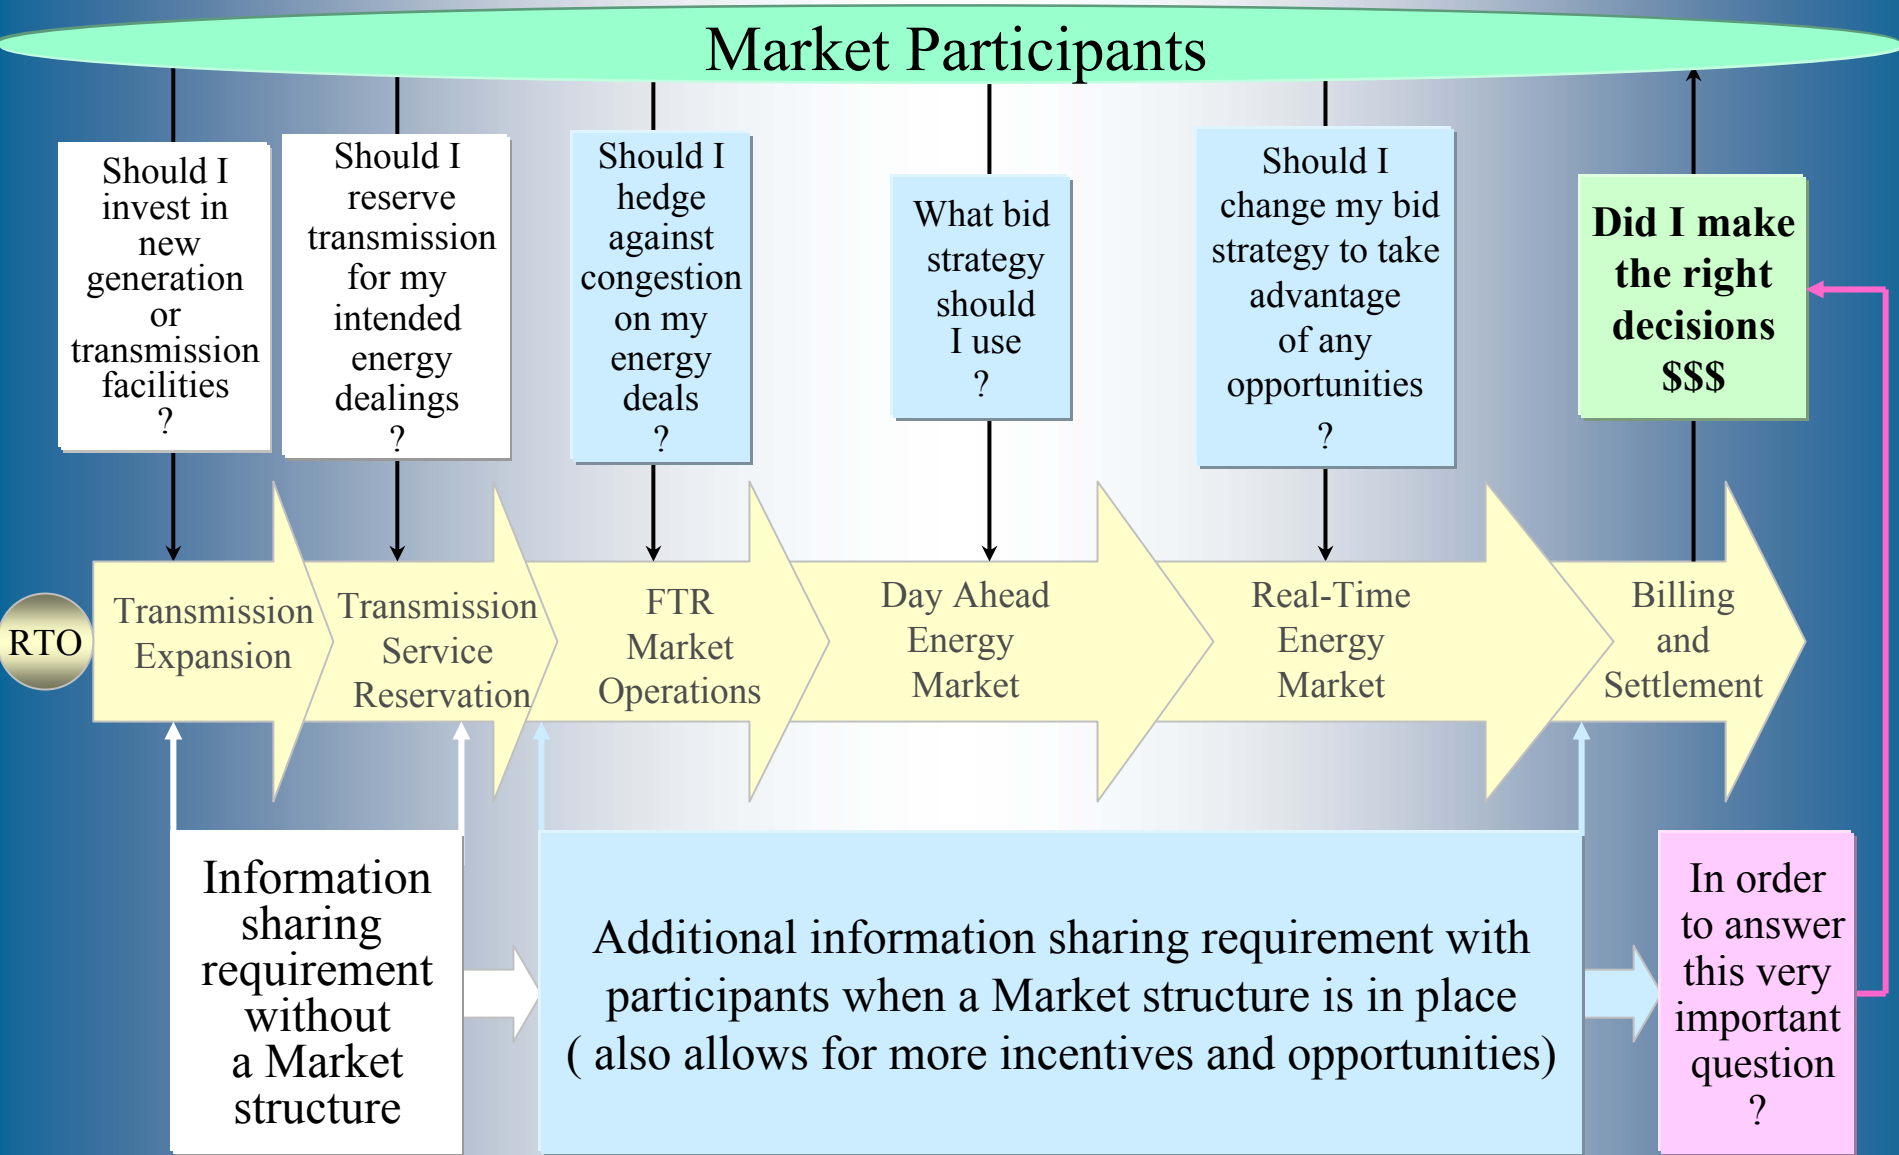 Market Participants
Should I
invest in
new
generation
or
transmission
facilities
?
Should I
reserve
transmission
for my
intended
energy
dealings
?
Should I
hedge
against
congestion
on my
energy
deals
?
What bid
strategy
should
I use
?
Should I
change my bid
strategy to take
advantage
of any
opportunities
?
Did I make
the right
decisions
$$$
RTO
Transmission
Expansion
Transmission
Service
Reservation
FTR
Market
Operations
Day Ahead
Energy
Market
Real-Time
Energy
Market
Billing
and
Settlement
Information
sharing
requirement
without
a Market
structure
Additional information sharing requirement with
participants when a Market structure is in place
( also allows for more incentives and opportunities)
In order
to answer
this very
important
question
?